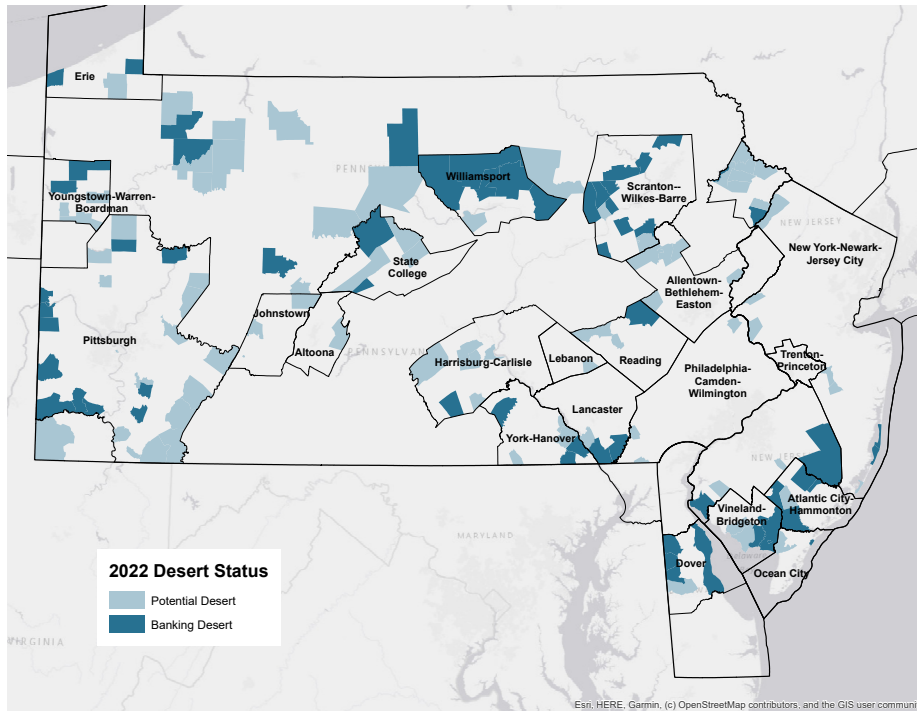 Erie
PENNSYL
Williamsport
Youngstown-Warren-
Boardman
Scranton--
Wilkes-Barre
NEW JERSEY
New York-Newark-
Jersey City
State
College
Allentown-
Bethlehem-
Easton
Johnstown
Pittsburgh
Altoona
PENNSYLVAN
Harrisburg-Carlisle
Lebanon
Reading
Philadelphia-
Camden-
Wilmington
Trenton-
Princeton
Lancaster
York-Hanover
NEW JERSE
Atlantic City-
Hammonton
Vineland-
Bridgeton
MARYLAND
Dover
Ocean City
2022 Desert Status
Potential Desert
Banking Desert
VIRGINIA
Esri, HERE, Garmin, (c) OpenStreetMap contributors, and the GIS user communi